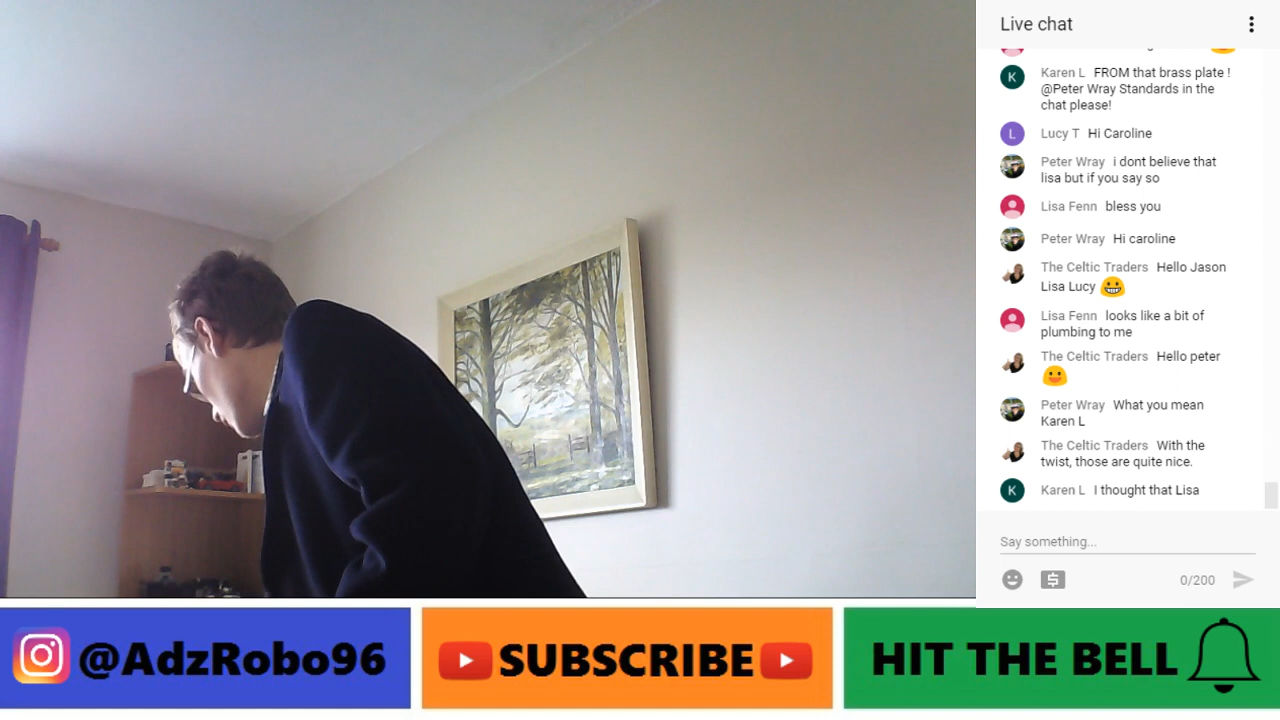 Live chat
Karen L FROM that brass plate !
@Peter Wray Standards in the
chat please!
Lucy T Hi Caroline
Peter Wray i dont believe that
lisa but if you say so
Lisa Fenn bless you
Peter Wray Hi caroline
The Celtic Traders Hello Jason
Lisa Lucy
Lisa Fenn looks like a bit of
plumbing to me
The Celtic Traders Hello peter
Peter Wray What you mean
Karen L
The Celtic Traders With the
twist, those are quite nice.
Karen L I thought that Lisa
Say something...
0/200
@AdzRobo96
SUBSCRIBE
HIT THE BELL